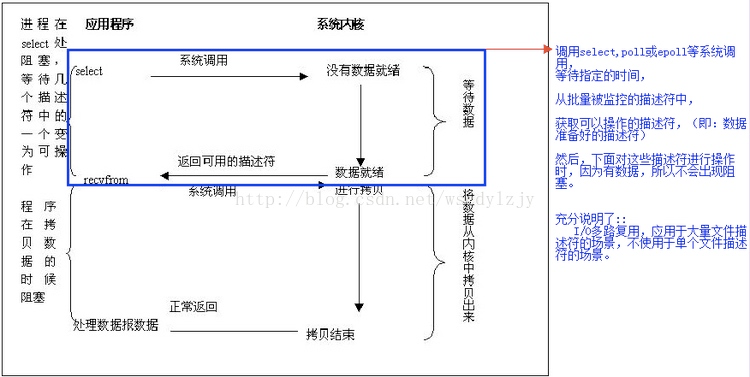 进程在
select 处
阻塞，
等待几
个描述
符中的
一个变
为可操
作
应用程序
系统内核
系统调用
select
没有数据就绪
等待数据
返回可用的描述符
数据就绪
recvfrom
系统调用
进行拷贝
http://blog.csdn.net/wsydylzjy
程序
在拷
贝数
据的
时候
阻塞
将数据从内核中拷贝出来
正常返回
处理数据报数据
拷贝结束
调用select,poll或epoll等系统调
用，
等待指定的时间，
从批量被监控的描述符中，
获取可以操作的描述符，（即：数据
准备好的描述符）
然后，下面对这些描述符进行操作
时，因为有数据，所以不会出现阻
塞。
充分说明了::
I/O多路复用，应用于大量文件描
述符的场景，不使用于单个文件描述
符的场景。